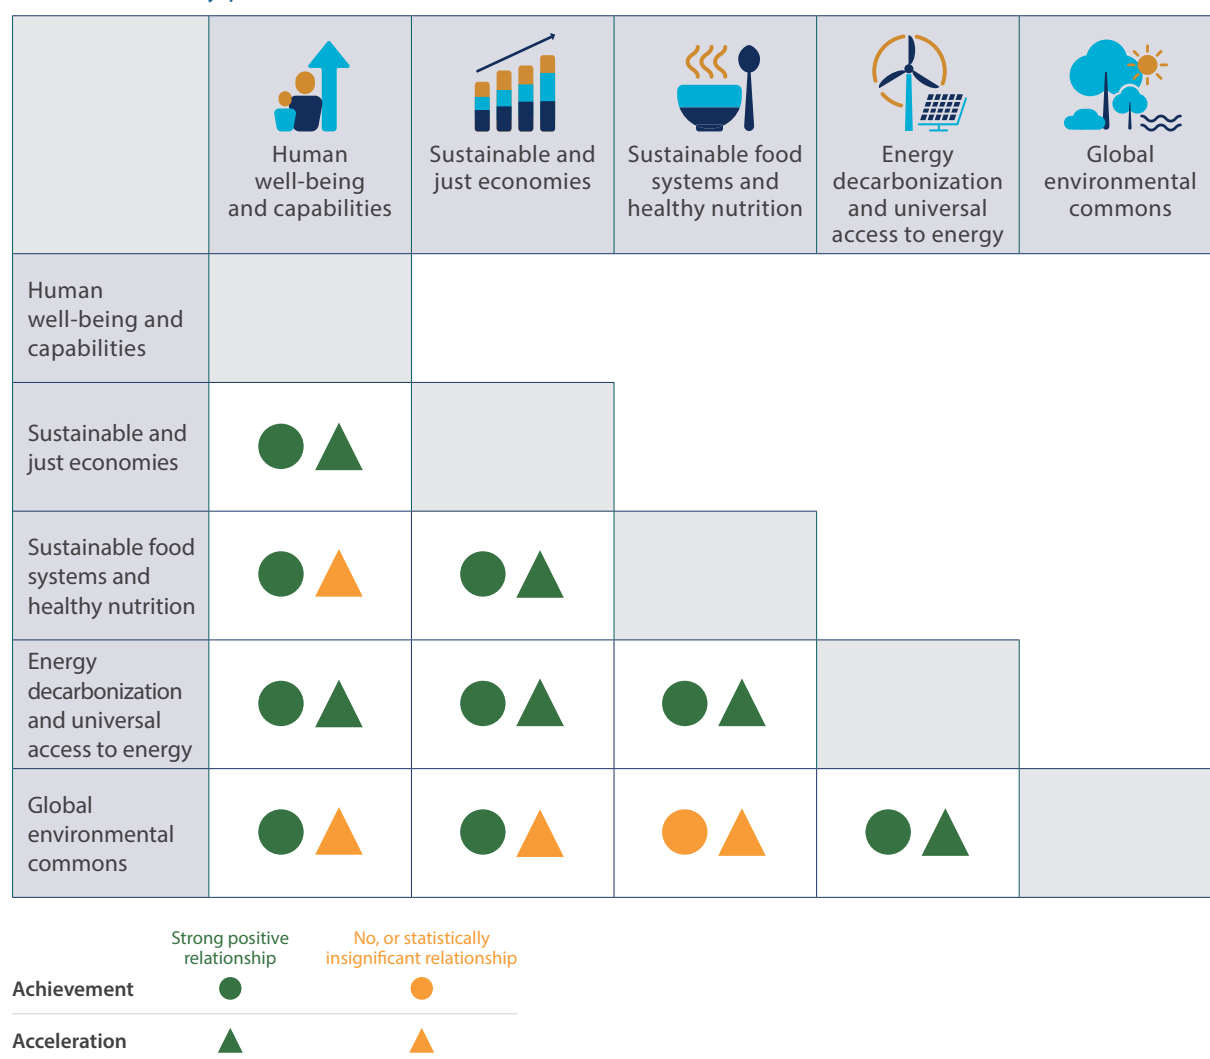 Human
well-being
and capabilities
Sustainable and
just economies
Sustainable food
systems and
healthy nutrition
Energy
decarbonization
and universal
access to energy
Global
environmental
commons
Human
well-being and
capabilities
Sustainable and
just economies
Sustainable food
systems and
healthy nutrition
Energy
decarbonization
and universal
access to energy
Global
environmental
commons
Strong positive
relationship
No, or statistically
insignificant relationship
Achievement
Acceleration